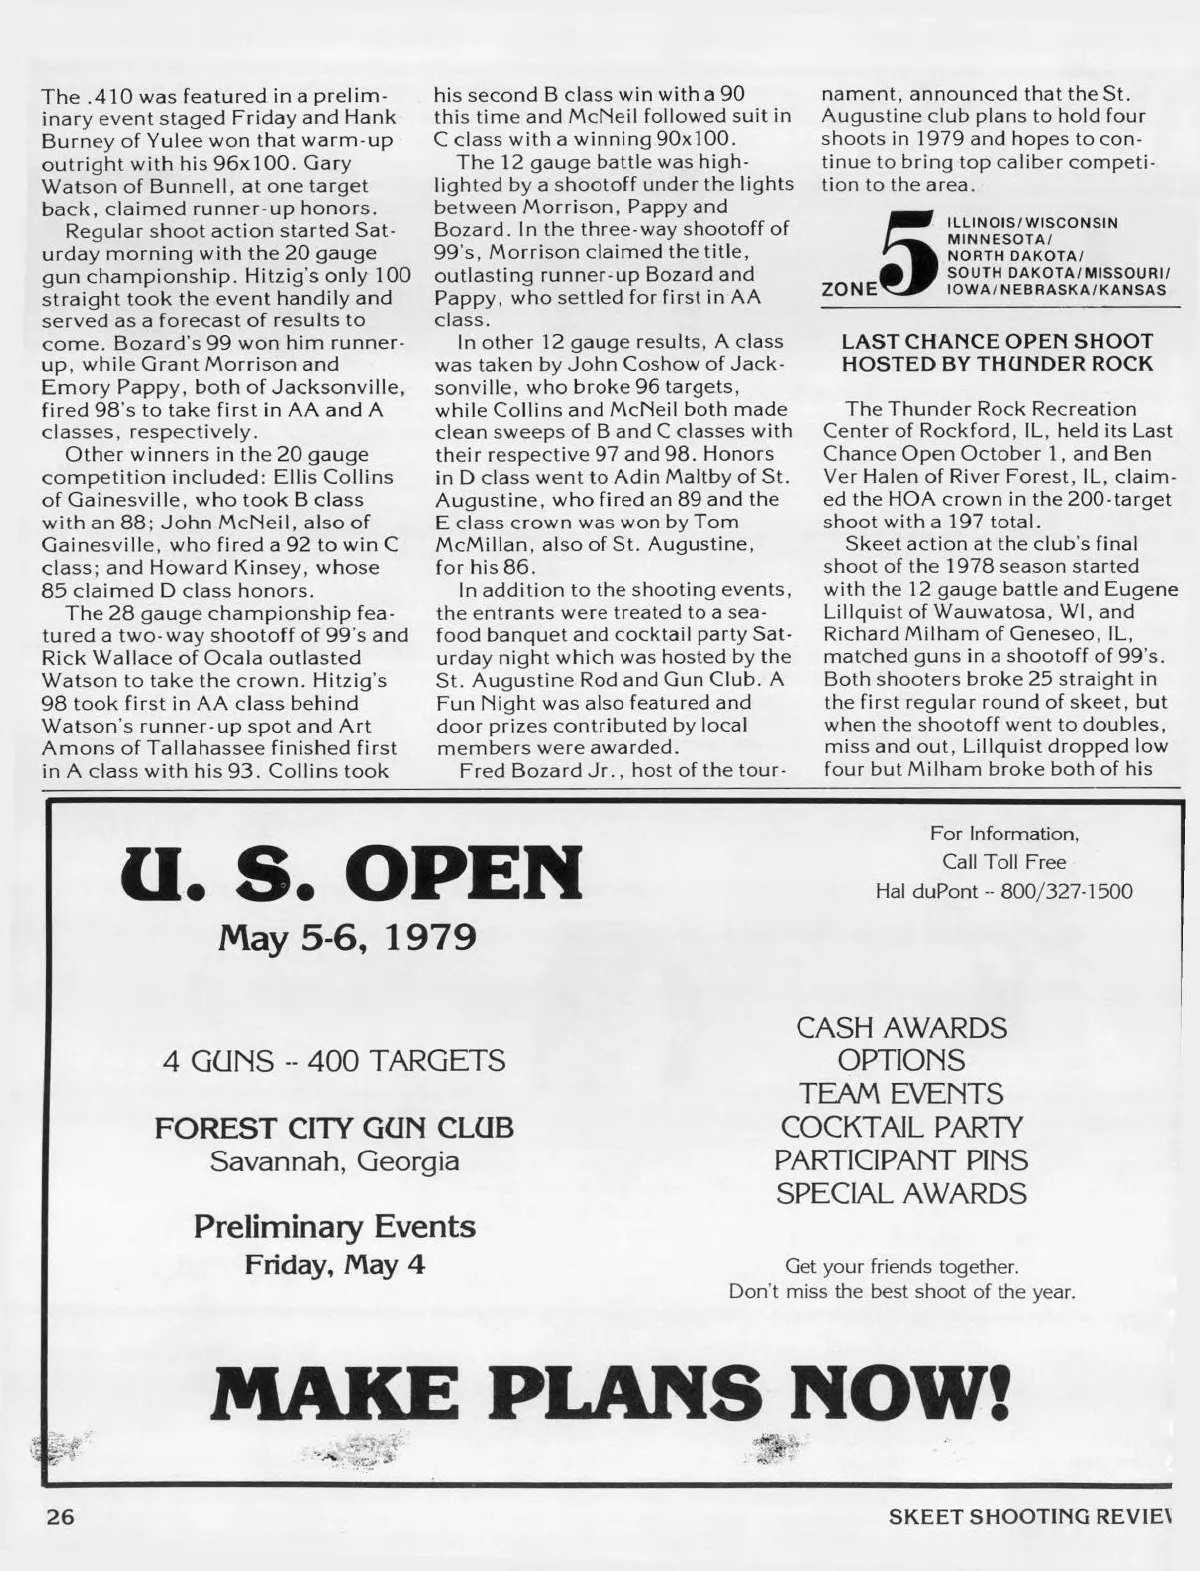 The .410 was featured in a prelim-
inary event staged Friday and Hank
Burney of Yulee won that warm-up
outright with his 96x100. Gary
Watson of Bunnell, at one target
back, claimed runner-up honors.
Regular shoot action started Sat-
urday morning with the 20 gauge
gun championship. Hitzig's only 100
straight took the event handily and
served as a forecast of results to
come. Bozard's 99 won him runner-
up, while Grant Morrison and
Emory Pappy, both of Jacksonville,
fired 98's to take first in AA and A
classes, respectively.
Other winners in the 20 gauge
competition included: Ellis Collins
of Gainesville, who took B class
with an 88; John McNeil, also of
Gainesville, who fired a 92 to win C
class; and Howard Kinsey, whose
85 claimed D class honors.
The 28 gauge championship fea-
tured a two-way shootoff of 99's and
Rick Wallace of Ocala outlasted
Watson to take the crown. Hitzig's
98 took first in AA class behind
Watson's runner-up spot and Art
Amons of Tallahassee finished first
in A class with his 93. Collins took
his second B class win with a 90
this time and McNeil followed suit in
C class with a winning 90x100.
The 12 gauge battle was high-
lighted by a shootoff under the lights
between Morrison, Pappy and
Bozard. In the three-way shootoff of
99's, Morrison claimed the title,
outlasting runner-up Bozard and
Pappy, who settled for first in AA
class.
In other 12 gauge results, A class
was taken by John Coshow of Jack-
sonville, who broke 96 targets,
while Collins and McNeil both made
clean sweeps of B and C classes with
their respective 97 and 98. Honors
in D class went to Adin Maltby of St.
Augustine, who fired an 89 and the
E class crown was won by Tom
McMillan, also of St. Augustine,
for his 86.
In addition to the shooting events,
the entrants were treated to a sea-
food banquet and cocktail party Sat-
urday night which was hosted by the
St. Augustine Rod and Gun Club. A
Fun Night was also featured and
door prizes contributed by local
members were awarded.
Fred Bozard Jr., host of the tour-
nament, announced that the St.
Augustine club plans to hold four
shoots in 1979 and hopes to con-
tinue to bring top caliber competi-
tion to the area.
ZONE 5
ILLINOIS/WISCONSIN
MINNESOTA/
NORTH DAKOTA/
SOUTH DAKOTA/MISSOURI/
IOWA/NEBRASKA/KANSAS
LAST CHANCE OPEN SHOOT
HOSTED BY THUNDER ROCK
The Thunder Rock Recreation
Center of Rockford, IL, held its Last
Chance Open October 1, and Ben
Ver Halen of River Forest, IL, claim-
ed the HOA crown in the 200-target
shoot with a 197 total.
Skeet action at the club's final
shoot of the 1978 season started
with the 12 gauge battle and Eugene
Lillquist of Wauwatosa, WI, and
Richard Milham of Geneseo, IL,
matched guns in a shootoff of 99's.
Both shooters broke 25 straight in
the first regular round of skeet, but
when the shootoff went to doubles,
miss and out, Lillquist dropped low
four but Milham broke both of his
U. S. OPEN
May 5-6, 1979
4 GUNS -- 400 TARGETS
FOREST CITY GUN CLUB
Savannah, Georgia
Preliminary Events
Friday, May 4
For Information,
Call Toll Free
Hal duPont -- 800/327-1500
CASH AWARDS
OPTIONS
TEAM EVENTS
COCKTAIL PARTY
PARTICIPANT PINS
SPECIAL AWARDS
Get your friends together.
Don't miss the best shoot of the year.
MAKE PLANS NOW!
26
SKEET SHOOTING REVIEW